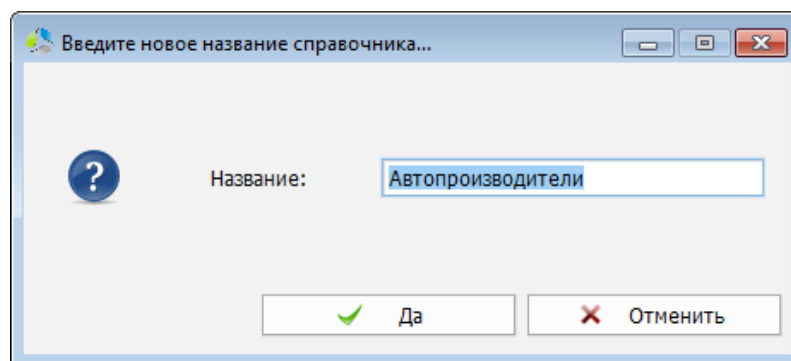 Введите новое название справочника...
Название: Автопроизводители
Да Отменить